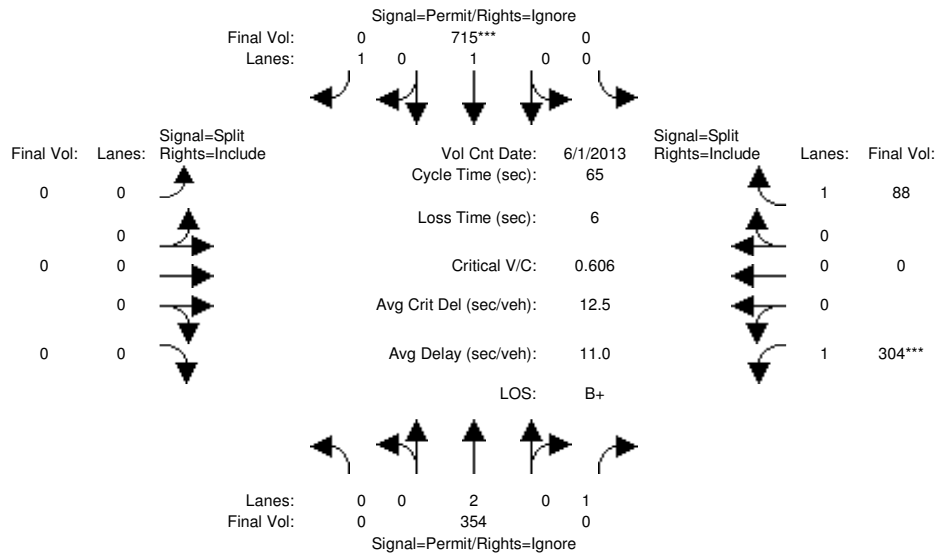 Signal=Permit/Rights=Ignore
Final Vol: 0 715*** 0
Lanes: 1 0 1 0 0
Signal=Split
Final Vol: Lanes: Rights=Include
Vol Cnt Date: 6/1/2013
Signal=Split
Rights=Include Lanes: Final Vol:
Cycle Time (sec): 65
0 0
1 88
Loss Time (sec): 6
0
0
0 0
Critical V/C: 0.606
0 0
0
Avg Crit Del (sec/veh): 12.5
0
0 0
Avg Delay (sec/veh): 11.0
1 304***
LOS: B+
Lanes: 0 0 2 0 1
Final Vol: 0 354 0
Signal=Permit/Rights=Ignore